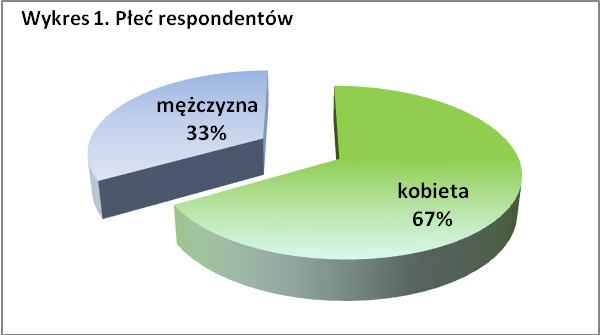 Wykres 1. Płeć respondentów
mężczyzna
33%
kobieta
67%